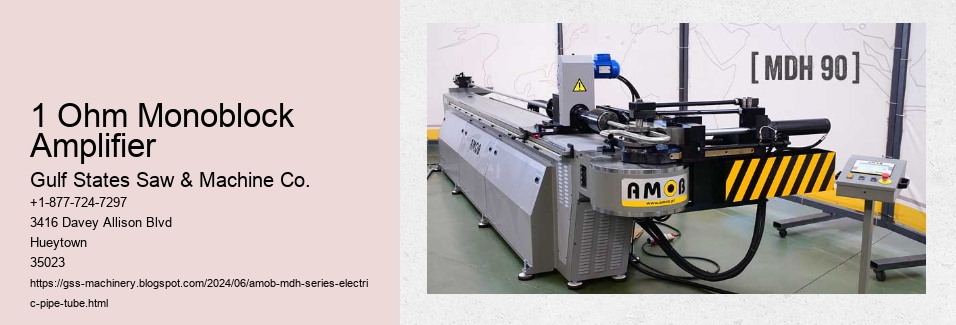 1 Ohm Monoblock
Amplifier
Gulf States Saw & Machine Co.
+1-877-724-7297
3416 Davey Allison Blvd
Hueytown
35023
https://gss-machinery.blogspot.com/2024/06/amob-mdh-series-electri
c-pipe-tube.html
[MDH 90]
AMOB
AMOB
www.amob.pt